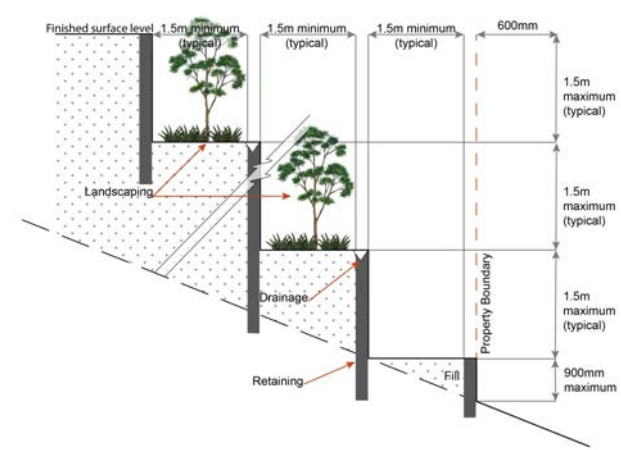 Finished surface level
1.5m minimum
(typical)
1.5m minimum
(typical)
1.5m minimum
(typical)
600mm
1.5m
maximum
(typical)
Landscaping
1.5m
maximum
(typical)
Drainage
Property Boundary
1.5m
maximum
(typical)
Retaining
Fill
900mm
maximum